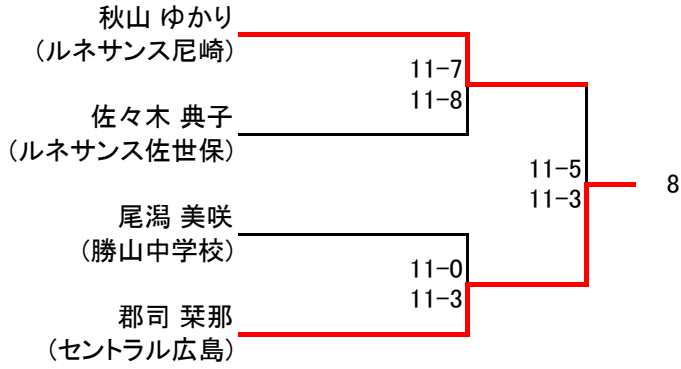 秋山 ゆかり
(ルネサンス尼崎)
11-7
11-8
佐々木 典子
(ルネサンス佐世保)
11-5
11-3
8
尾潟 美咲
(勝山中学校)
11-0
11-3
郡司 栞那
(セントラル広島)